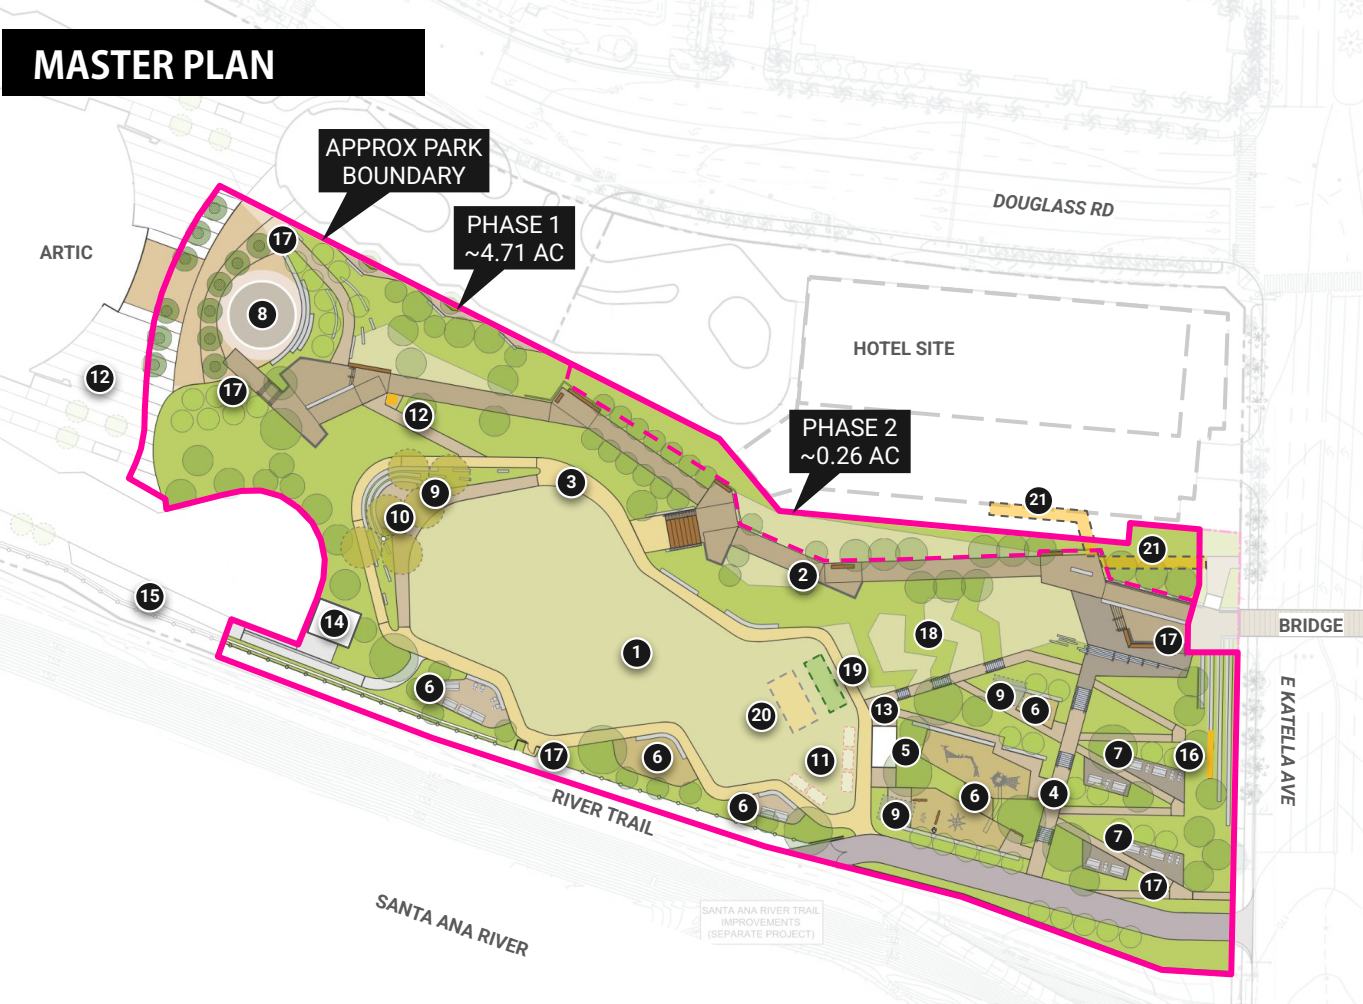 MASTER PLAN
APPROX PARK
BOUNDARY
PHASE 1
~4.71 AC
DOUGLASS RD
ARTIC
17
8
HOTEL SITE
12
17
12
PHASE 2
~0.26 AC
3
9
10
21
21
2
15
14
18
BRIDGE
17
1
19
6
9
6
13
20
5
7
16
17
6
11
E KATELLA AVE
6
6
4
9
7
RIVER TRAIL
17
SANTA ANA RIVER
SANTA ANA RIVER TRAIL
IMPROVEMENTS
(SEPARATE PROJECT)